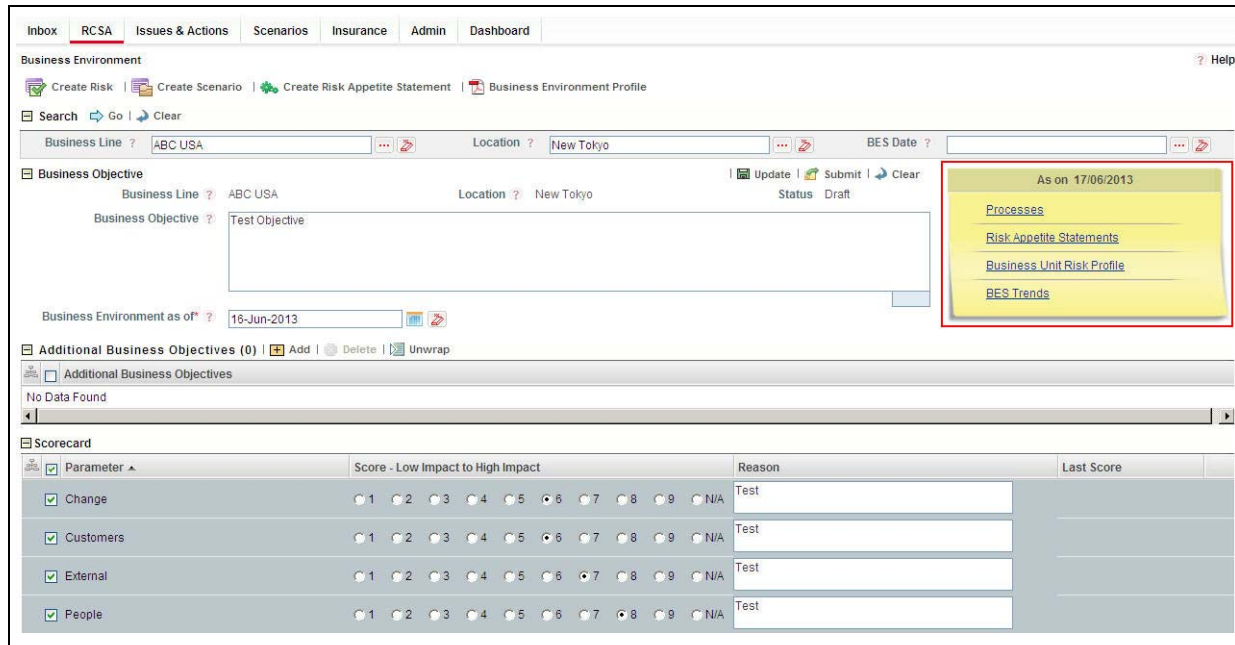 Inbox RCSA Issues & Actions Scenarios Insurance Admin Dashboard
Business Environment ? Help
Create Risk | Create Scenario | Create Risk Appetite Statement | Business Environment Profile
Search Go | Clear
Business Line ? ABC USA ... Location ? New Tokyo ... BES Date ? ...
Business Objective | Update | Submit | Clear
Business Line ? ABC USA Location ? New Tokyo Status Draft
Business Objective ? Test Objective
Business Environment as of* ? 16-Jun-2013
As on 17/06/2013
Processes
Risk Appetite Statements
Business Unit Risk Profile
BES Trends
Additional Business Objectives (0) | Add | Delete | Unwrap
Additional Business Objectives
No Data Found
Scorecard
Parameter Score - Low Impact to High Impact Reason Last Score
Change 1 2 3 4 5 6 7 8 9 N/A Test
Customers 1 2 3 4 5 6 7 8 9 N/A Test
External 1 2 3 4 5 6 7 8 9 N/A Test
People 1 2 3 4 5 6 7 8 9 N/A Test